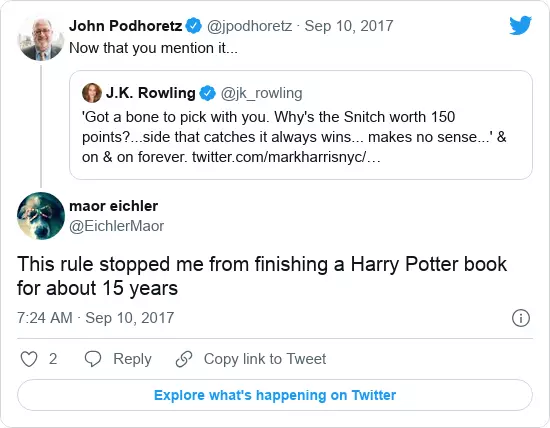 John Podhoretz @jpodhoretz · Sep 10, 2017
Now that you mention it...
J.K. Rowling @jk_rowling
'Got a bone to pick with you. Why's the Snitch worth 150
points?...side that catches it always wins... makes no sense...' &
on & on forever. twitter.com/markharrisnyc/…
maor eichler
@EichlerMaor
This rule stopped me from finishing a Harry Potter book
for about 15 years
7:24 AM · Sep 10, 2017
2 Reply Copy link to Tweet
Explore what's happening on Twitter